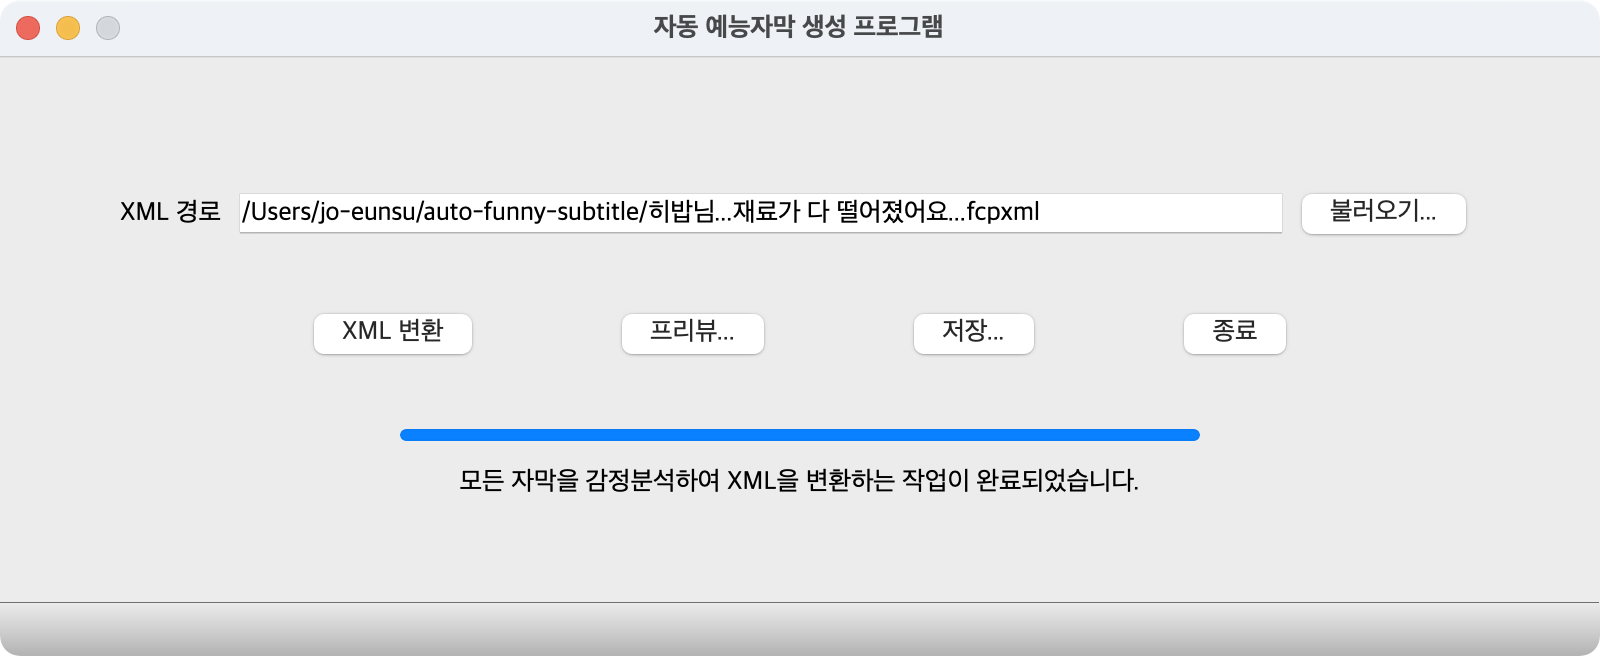 자동 예능자막 생성 프로그램
XML 경로 /Users/jo-eunsu/auto-funny-subtitle/히밥님...재료가 다 떨어졌어요...fcpxml 불러오기...
XML 변환 프리뷰... 저장... 종료
모든 자막을 감정분석하여 XML을 변환하는 작업이 완료되었습니다.